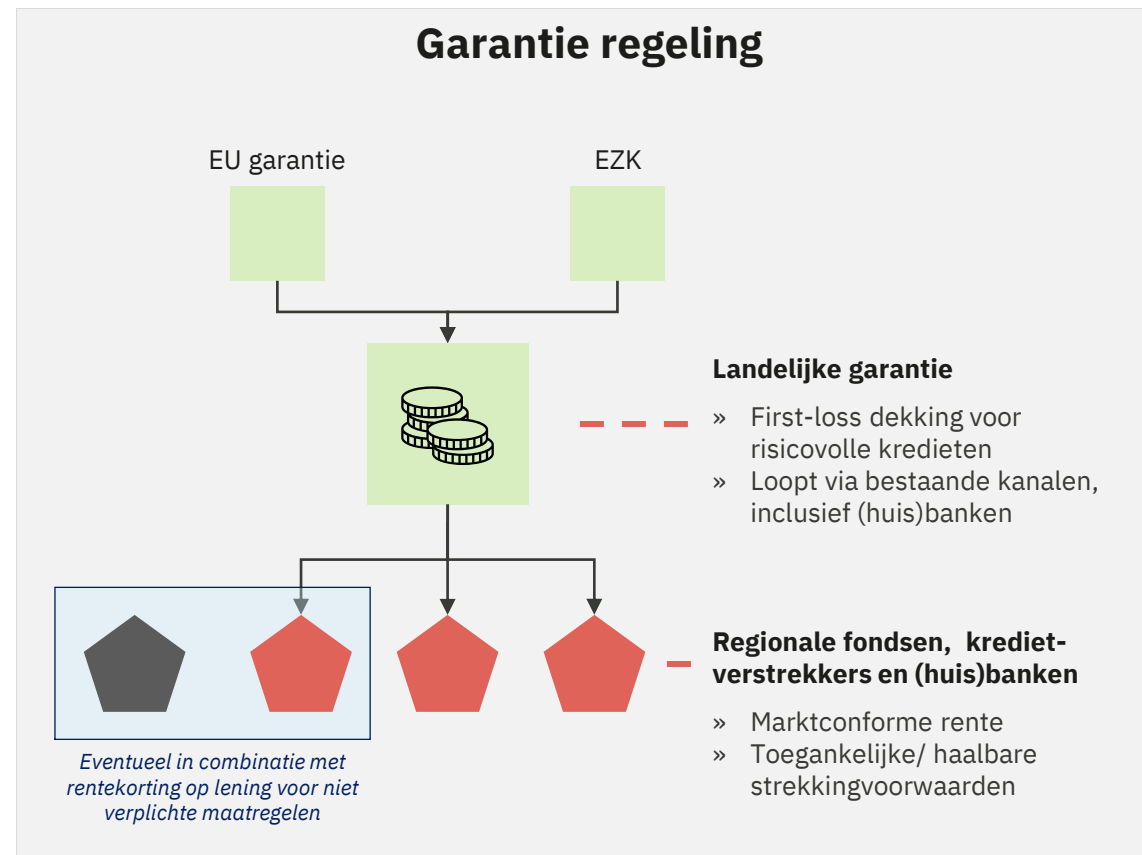 Garantie regeling
EU garantie
EZK
Landelijke garantie
» First-loss dekking voor
risicovolle kredieten
» Loopt via bestaande kanalen,
inclusief (huis)banken
Regionale fondsen, krediet-
verstrekkers en (huis)banken
» Marktconforme rente
» Toegankelijke/ haalbare
strekkingvoorwaarden
Eventueel in combinatie met
rentekorting op lening voor niet
verplichte maatregelen